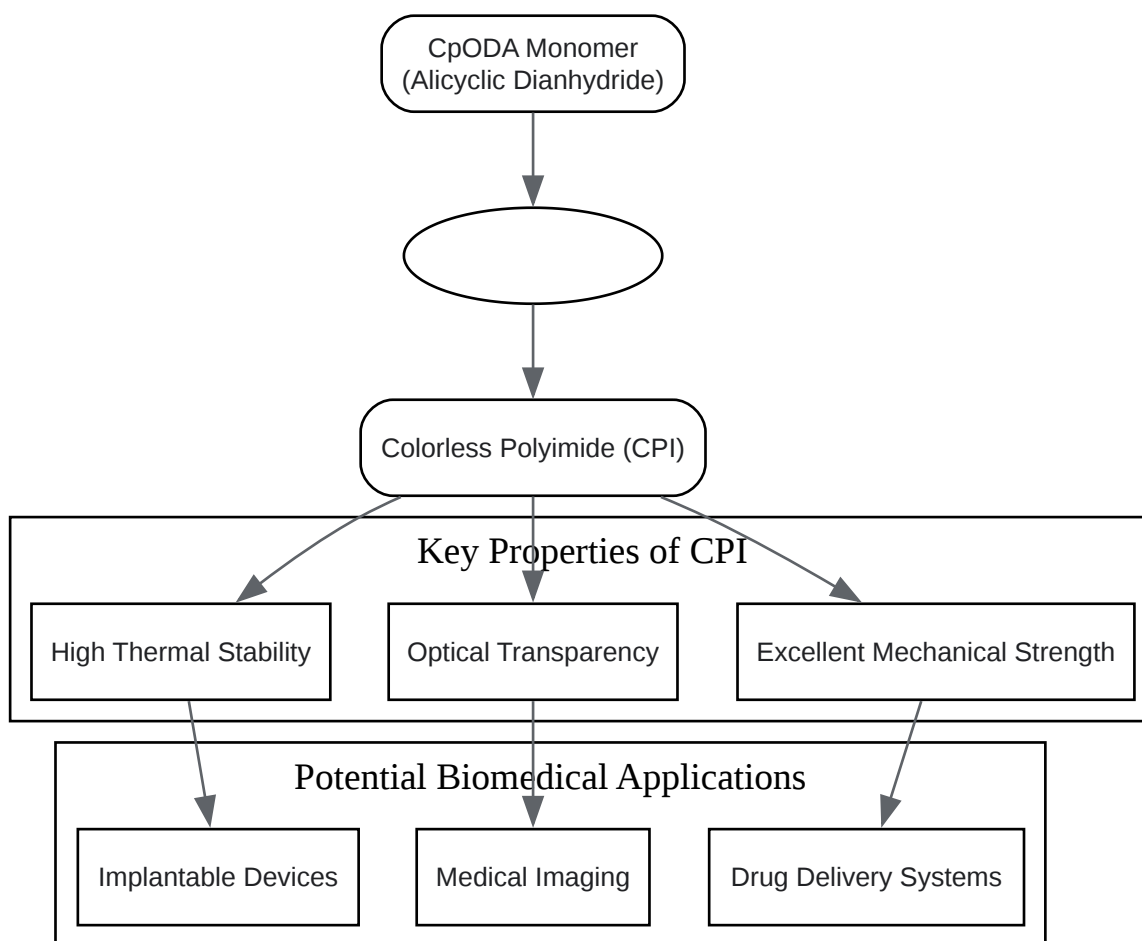 CpODA Monomer
(Alicyclic Dianhydride)
Colorless Polyimide (CPI)
Key Properties of CPI
High Thermal Stability
Optical Transparency
Excellent Mechanical Strength
Potential Biomedical Applications
Implantable Devices
Medical Imaging
Drug Delivery Systems